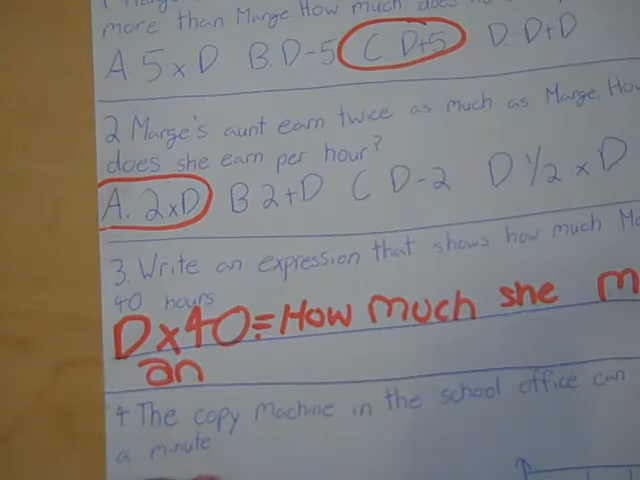 more than Marge How much does
A 5 x D B. D-5 C D+5 D. D+D
2 Marge's aunt earn twice as much as Marge. How
does she earn per hour?
A. 2xD B 2+D C D-2 D 1/2 x D
3. Write an expression that shows how much
40 hours
Dx40= How much she
an
4 The copy machine in the school office can
a minute